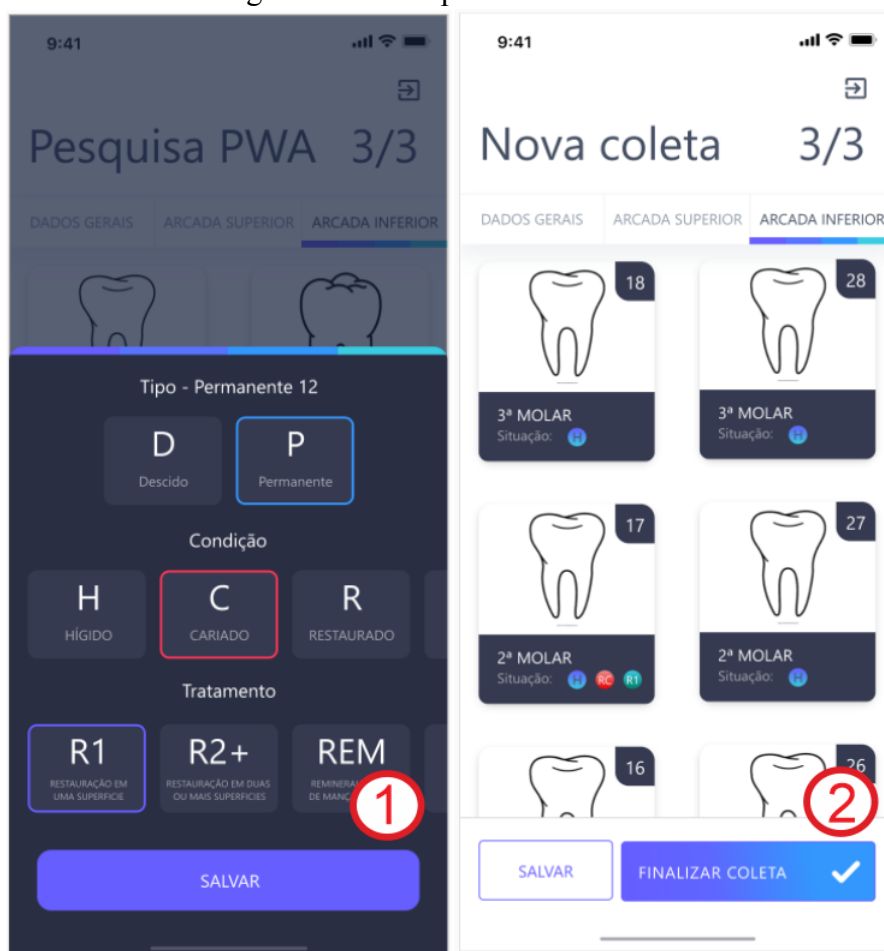 9:41
Pesquisa PWA 3/3
DADOS GERAIS ARCADA SUPERIOR ARCADA INFERIOR
Tipo - Permanente 12
D P
Descido Permanente
Condição
H C R
HÍGIDO CARIADO RESTAURADO
Tratamento
R1 R2+ REM
RESTAURAÇÃO EM UMA SUPERFICIE
RESTAURAÇÃO EM DUAS OU MAIS SUPERFICIES
DE
1
SALVAR
9:41
Nova coleta 3/3
DADOS GERAIS ARCADA SUPERIOR ARCADA INFERIOR
18 28
3ª MOLAR 3ª MOLAR
Situação: H Situação: H
17 27
2ª MOLAR 2ª MOLAR
Situação: H RC R1 Situação: H
16 26
2
SALVAR FINALIZAR COLETA